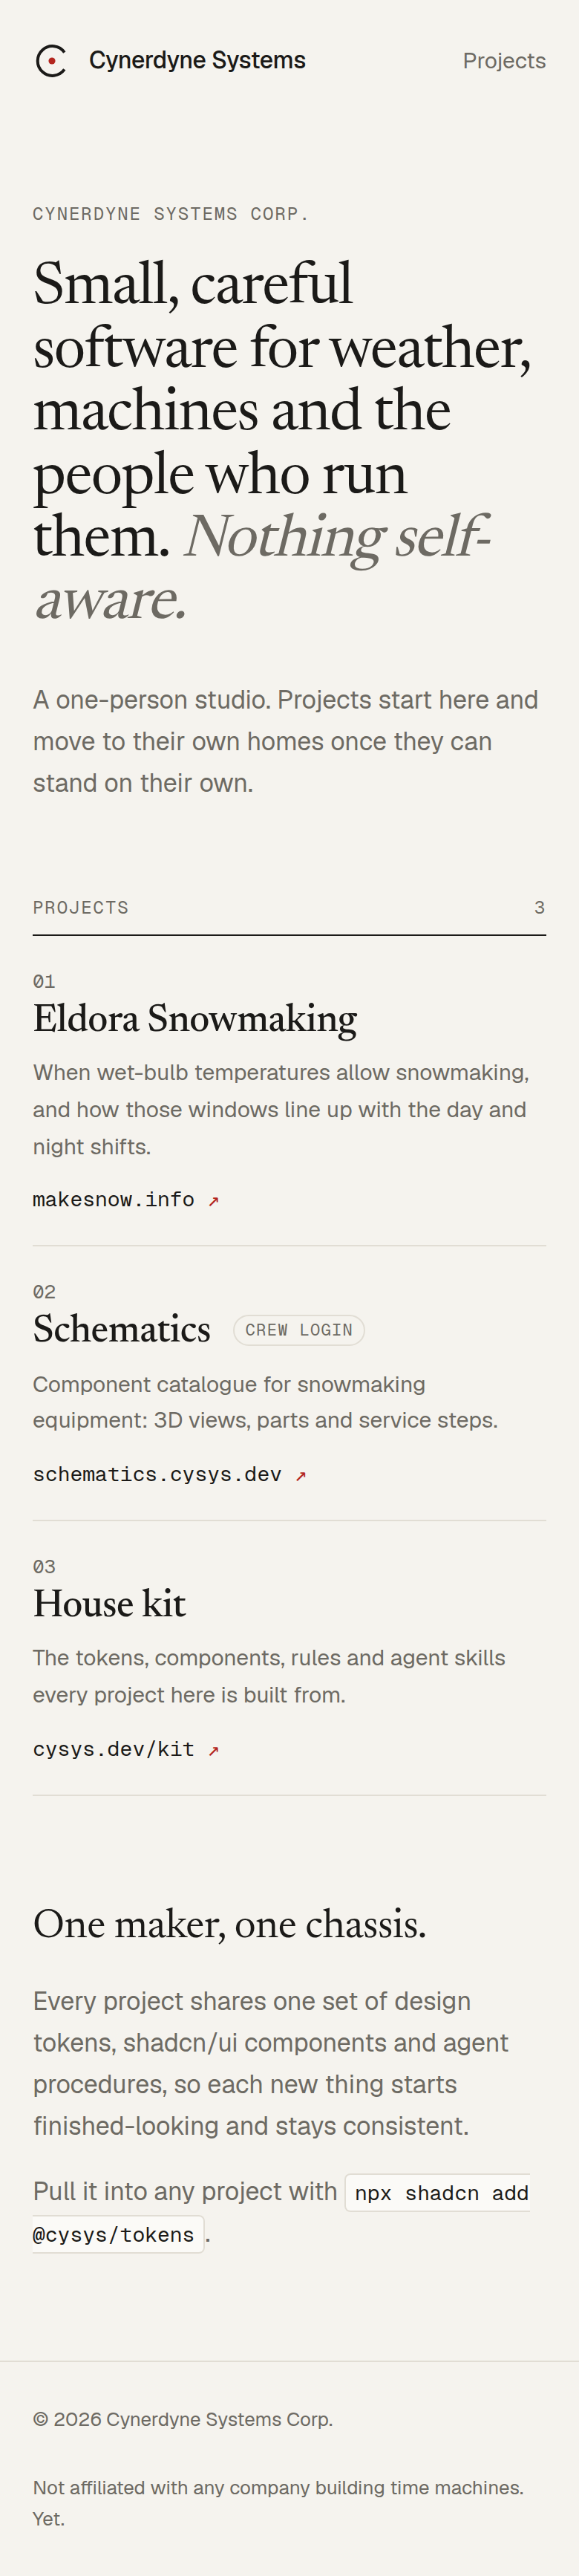 Cynerdyne Systems
Projects
CYNERDYNE SYSTEMS CORP.
Small, careful
software for weather,
machines and the
people who run
them. Nothing self-
aware.
A one-person studio. Projects start here and
move to their own homes once they can
stand on their own.
PROJECTS
3
01
Eldora Snowmaking
When wet-bulb temperatures allow snowmaking,
and how those windows line up with the day and
night shifts.
makesnow.info ↗
02
Schematics
CREW LOGIN
Component catalogue for snowmaking
equipment: 3D views, parts and service steps.
schematics.cysys.dev ↗
03
House kit
The tokens, components, rules and agent skills
every project here is built from.
cysys.dev/kit ↗
One maker, one chassis.
Every project shares one set of design
tokens, shadcn/ui components and agent
procedures, so each new thing starts
finished-looking and stays consistent.
Pull it into any project with npx shadcn add
@cysys/tokens.
© 2026 Cynerdyne Systems Corp.
Not affiliated with any company building time machines.
Yet.